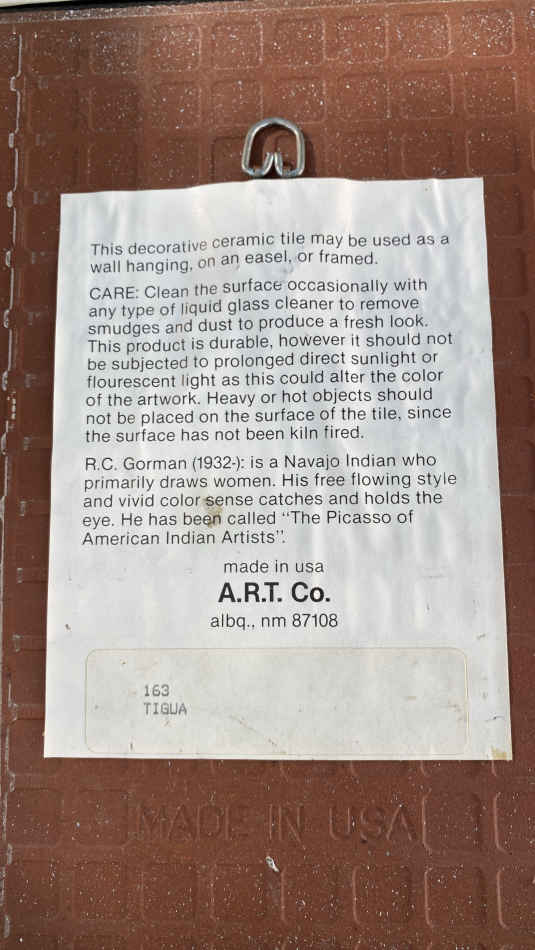 This decorative ceramic tile may be used as a
wall hanging, on an easel, or framed.
CARE: Clean the surface occasionally with
any type of liquid glass cleaner to remove
smudges and dust to produce a fresh look.
This product is durable, however it should not
be subjected to prolonged direct sunlight or
flourescent light as this could alter the color
of the artwork. Heavy or hot objects should
not be placed on the surface of the tile, since
the surface has not been kiln fired.
R.C. Gorman (1932-): is a Navajo Indian who
primarily draws women. His free flowing style
and vivid color sense catches and holds the
eye. He has been called “The Picasso of
American Indian Artists”.
made in usa
A.R.T. Co.
albq., nm 87108
163
TIGUA
MADE IN USA